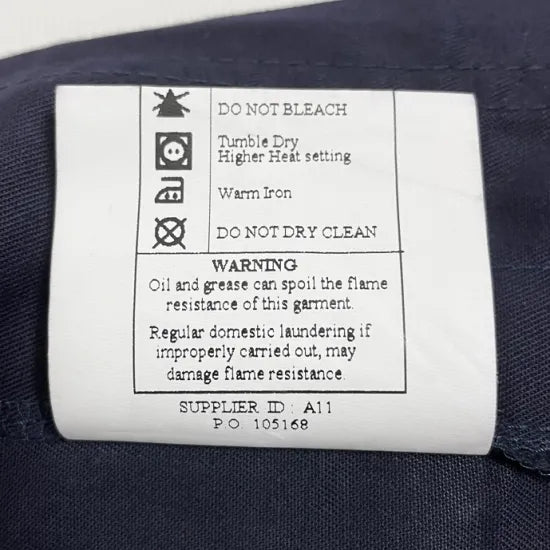 DO NOT BLEACH
Tumble Dry
Higher Heat setting
Warm Iron
DO NOT DRY CLEAN
WARNING
Oil and grease can spoil the flame
resistance of this garment.
Regular domestic laundering if
improperly carried out, may
damage flame resistance.
SUPPLIER ID : A11
P.O. 105168